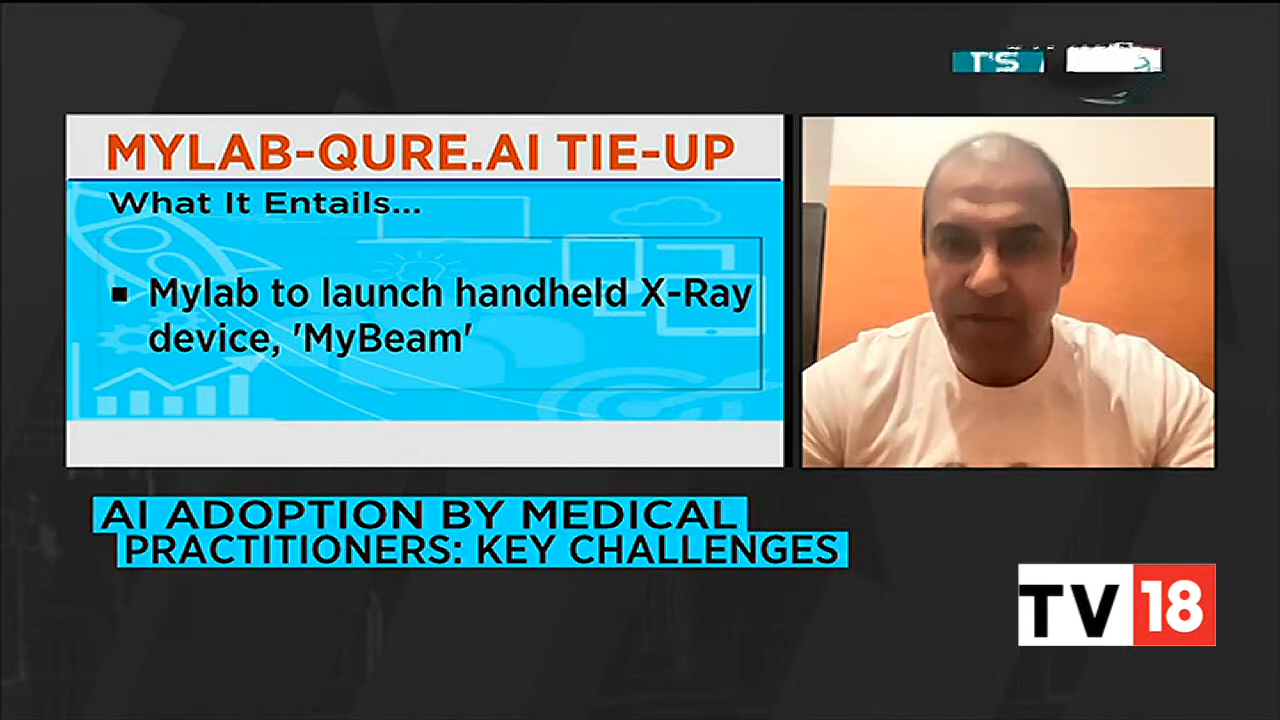 MYLAB-QURE.AI TIE-UP
What It Entails...
▪ Mylab to launch handheld X-Ray
device, 'MyBeam'
AI ADOPTION BY MEDICAL
PRACTITIONERS: KEY CHALLENGES
TV18